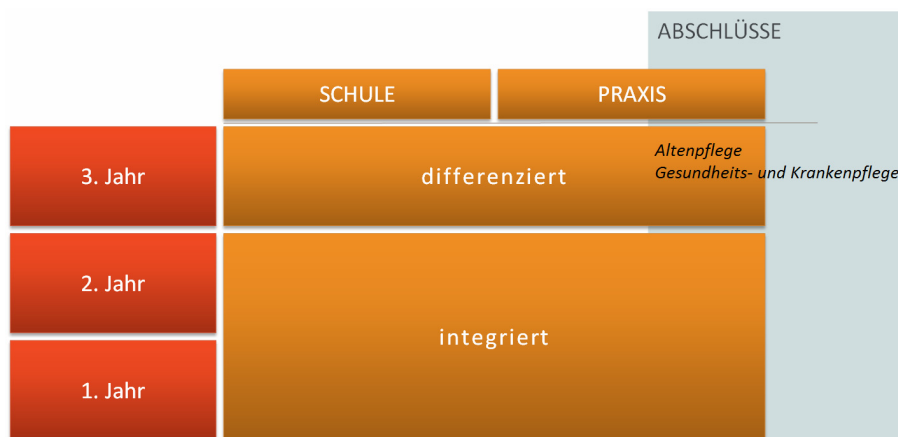 ABSCHLÜSSE
SCHULE
PRAXIS
3. Jahr
differenziert
Altenpflege
Gesundheits- und Krankenpflege
2. Jahr
integriert
1. Jahr